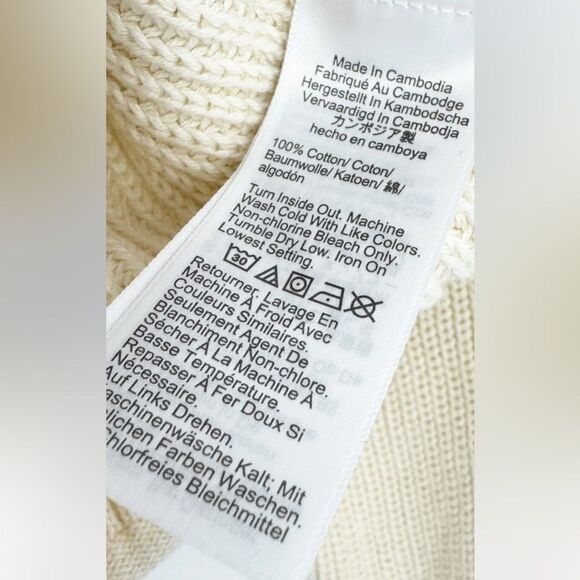 Made In Cambodia
Fabriqué Au Cambodge
Hergestellt In Kambodscha
Vervaardigd In Cambodja
カンボジア製
hecho en camboya
100% Cotton/ Coton/
Baumwolle/ Katoen/ 綿/
algodón
Turn Inside Out. Machine
Wash Cold With Like Colors.
Non-chlorine Bleach Only.
Tumble Dry Low. Iron On
Lowest Setting.
30
Retourner, Lavage En
Machine À Froid Avec
Couleurs Similaires.
Seulement Agent De
Blanchiment Non-chlore.
Sécher À La Machine À
Basse Température.
Repasser À Fer Doux Si
Nécessaire.
Auf Links Drehen.
aschinenwäsche Kalt; Mit
lichen Farben Waschen.
hlorfreies Bleichmittel